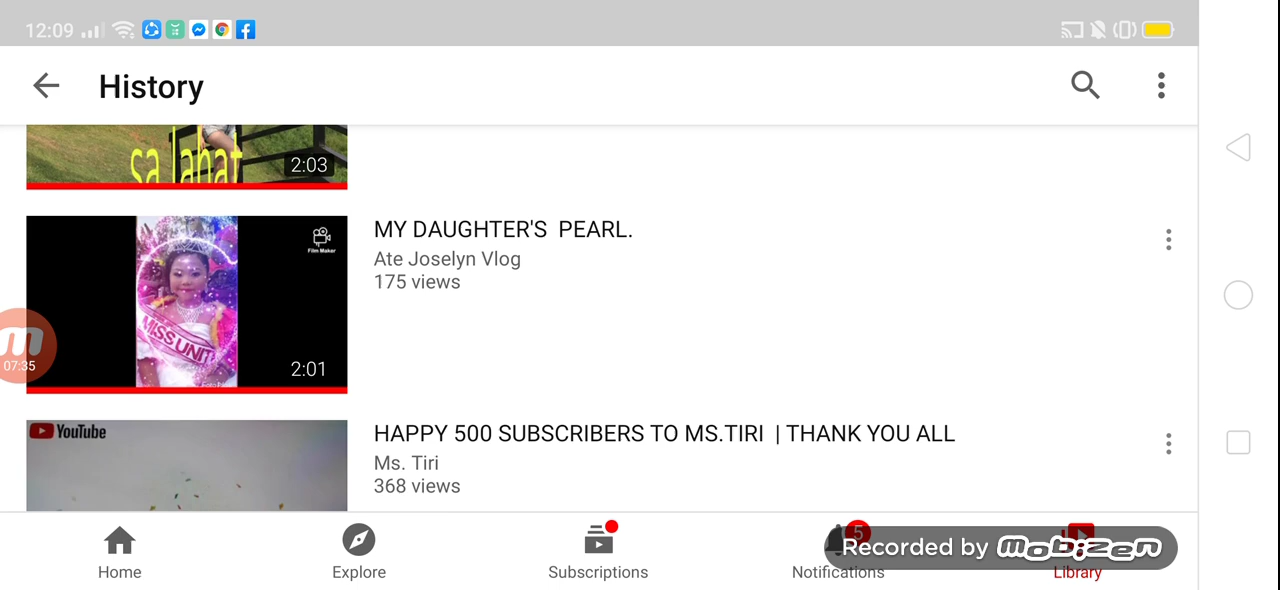 12:09
History
sa lahat
2:03
MY DAUGHTER'S PEARL.
Ate Joselyn Vlog
175 views
Film Maker
MISS UNIT
2:01
m
07:35
YouTube
HAPPY 500 SUBSCRIBERS TO MS.TIRI | THANK YOU ALL
Ms. Tiri
368 views
5
Recorded by mobizen
Home
Explore
Subscriptions
Notifications
Library